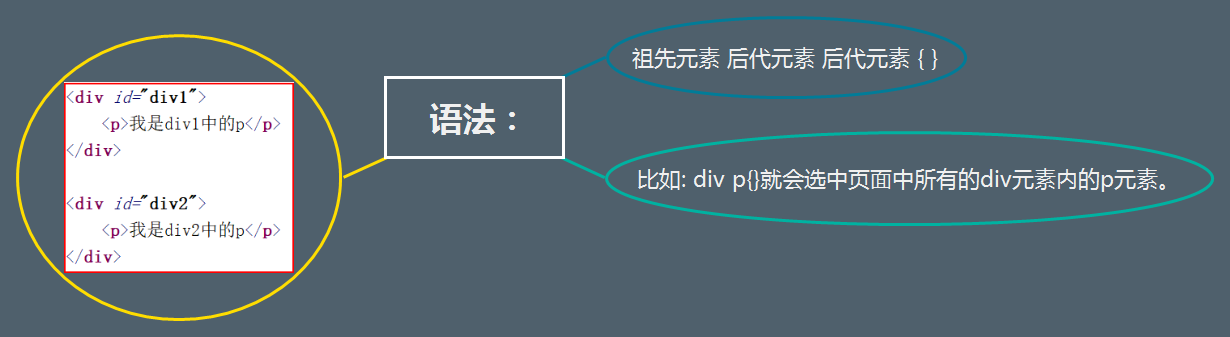 <div id="div1">
<p>我是div1中的p</p>
</div>
<div id="div2">
<p>我是div2中的p</p>
</div>
语法：
祖先元素 后代元素 后代元素 { }
比如: div p{}就会选中页面中所有的div元素内的p元素。